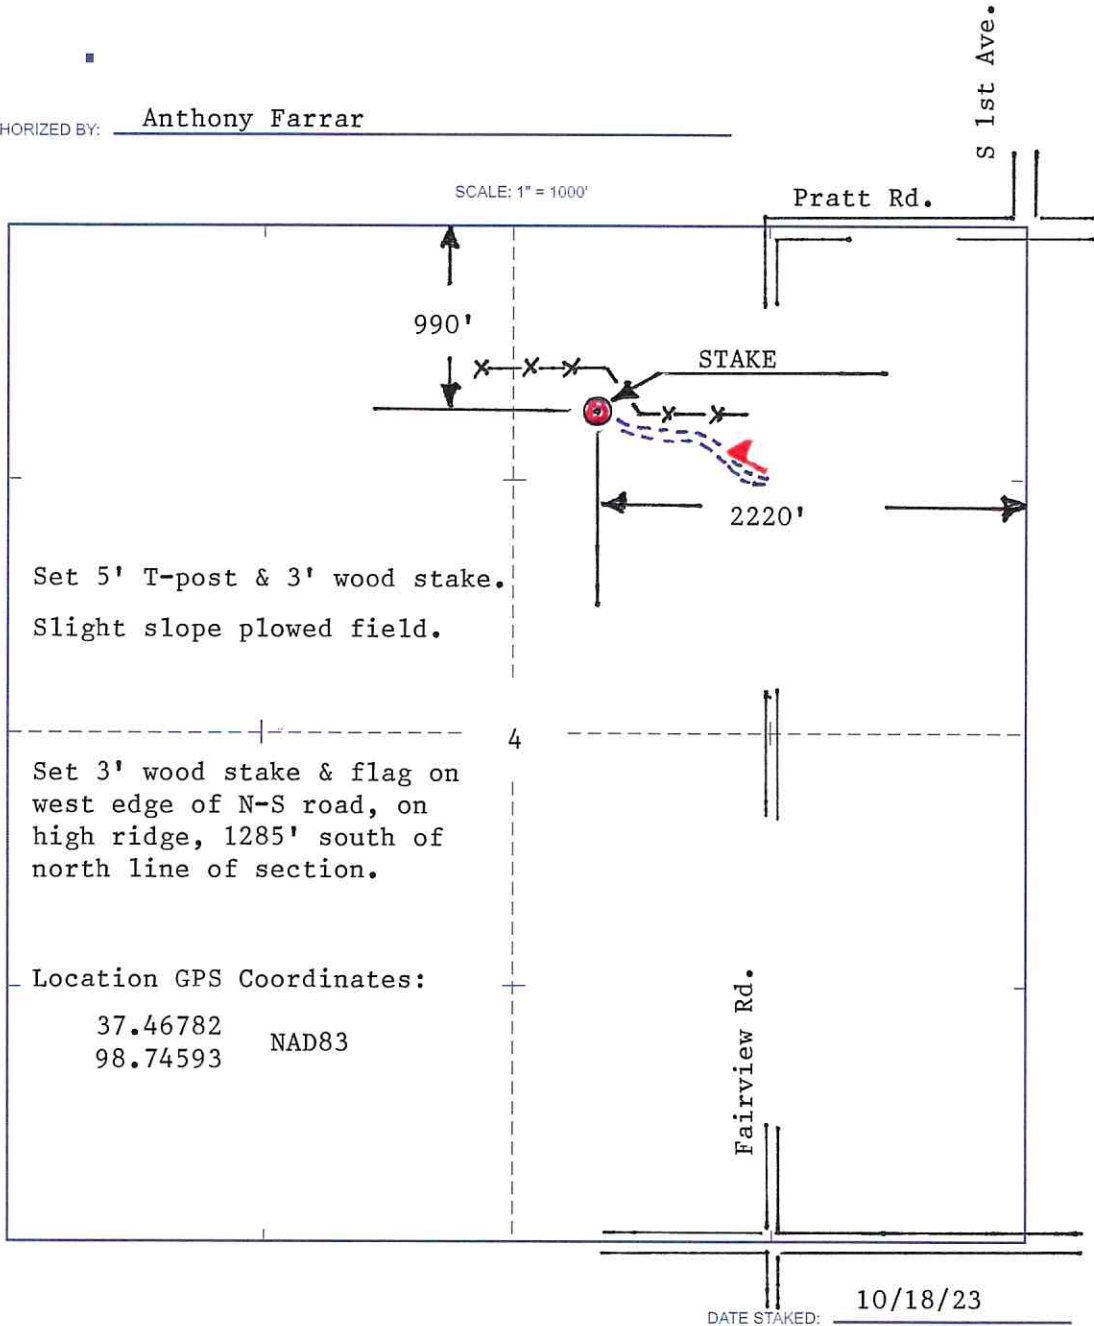 S 1st Ave.
HORIZED BY: Anthony Farrar
SCALE: 1" = 1000'
Pratt Rd.
990'
STAKE
2220'
Set 5' T-post & 3' wood stake.
Slight slope plowed field.
4
Set 3' wood stake & flag on
west edge of N-S road, on
high ridge, 1285' south of
north line of section.
Location GPS Coordinates:
37.46782
98.74593
NAD83
Fairview Rd.
DATE STAKED: 10/18/23